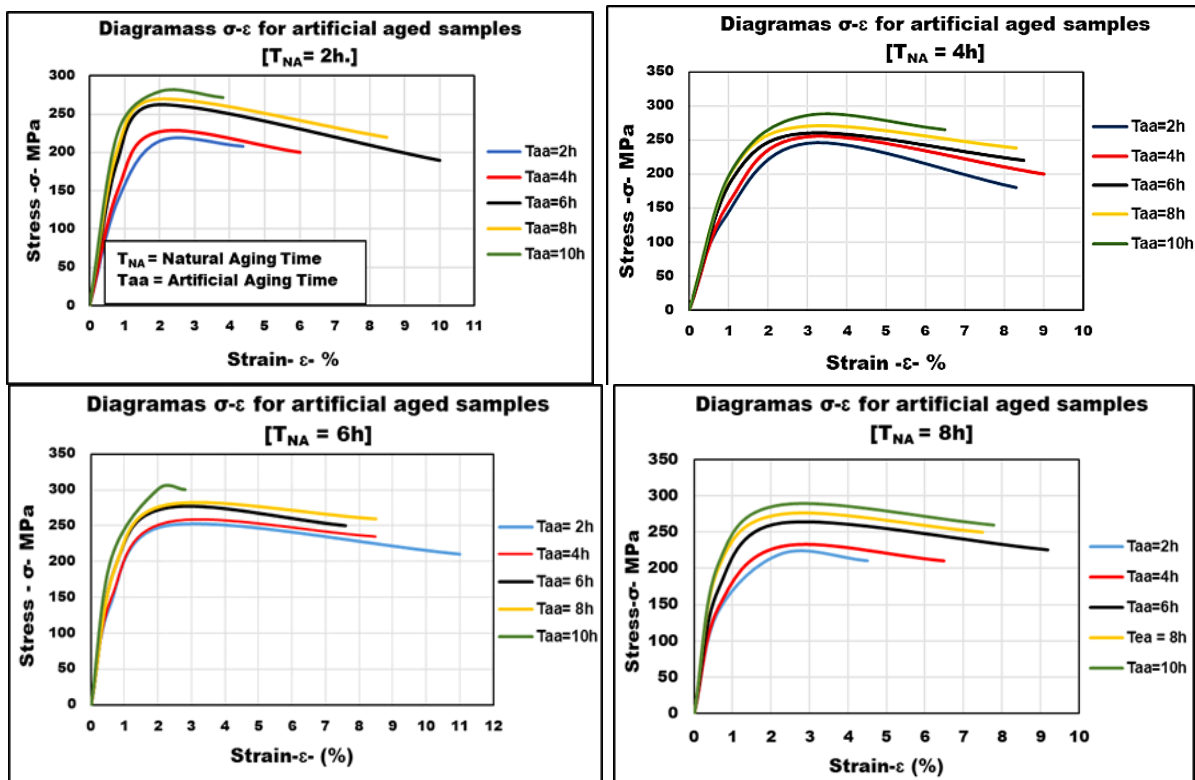 Diagramass σ-ε for artificial aged samples
[T_NA= 2h.]
Stress -σ- MPa
300
250
200
150
100
50
0
0 1 2 3 4 5 6 7 8 9 10 11
Strain- ε- %
T_NA = Natural Aging Time
Taa = Artificial Aging Time
Taa=2h
Taa=4h
Taa=6h
Taa=8h
Taa=10h
Diagramas σ-ε for artificial aged samples
[T_NA = 4h]
Stress -σ- MPa
350
300
250
200
150
100
50
0
0 1 2 3 4 5 6 7 8 9 10
Strain -ε- %
Taa=2h
Taa=4h
Taa=6h
Taa=8h
Taa=10h
Diagramas σ-ε for artificial aged samples
[T_NA = 6h]
Stress - σ- MPa
350
300
250
200
150
100
50
0
0 1 2 3 4 5 6 7 8 9 10 11 12
Strain-ε- (%)
Taa= 2h
Taa=4h
Taa= 6h
Taa= 8h
Taa=10h
Diagramas σ-ε for artificial aged samples
[T_NA = 8h]
Stress-σ- MPa
350
300
250
200
150
100
50
0
0 1 2 3 4 5 6 7 8 9 10
Strain-ε (%)
Taa=2h
Taa=4h
Taa=6h
Tea = 8h
Taa=10h